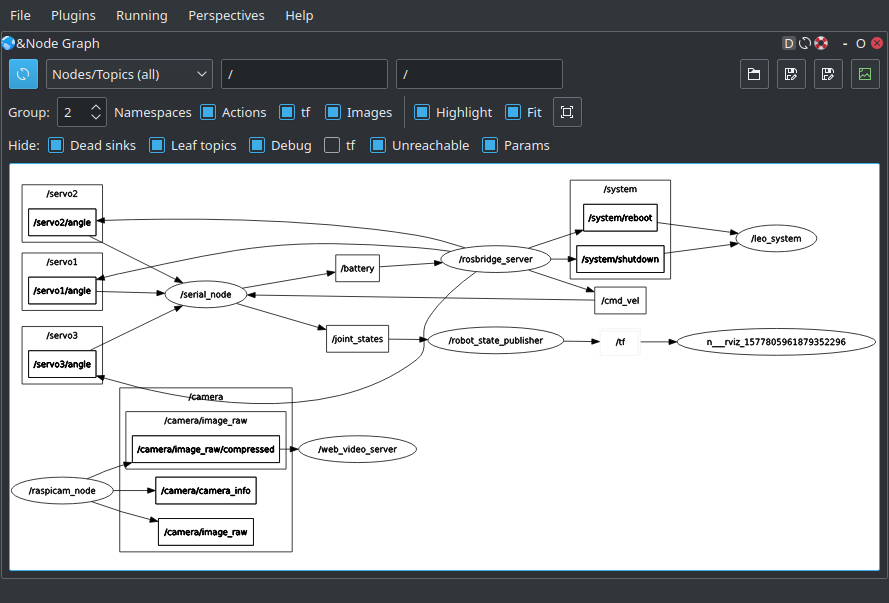 File Plugins Running Perspectives Help
&Node Graph D - O
Nodes/Topics (all) / /
Group: 2 Namespaces Actions tf Images Highlight Fit
Hide: Dead sinks Leaf topics Debug tf Unreachable Params
/servo2
/servo2/angle
/servo1
/servo1/angle
/servo3
/servo3/angle
/serial_node
/battery
/joint_states
/rosbridge_server
/system
/system/reboot
/system/shutdown
/leo_system
/cmd_vel
/robot_state_publisher
/tf
n___rviz_1577805961879352296
/camera
/camera/image_raw
/camera/image_raw/compressed
/web_video_server
/raspicam_node
/camera/camera_info
/camera/image_raw